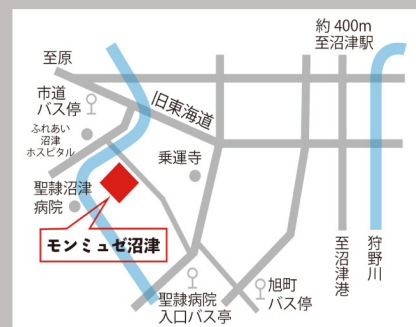 約 400m
至沼津駅
至原
市道
バス停
旧東海道
ふれあい
沼津
ホスピタル
乗運寺
聖隷沼津
病院
モンミュゼ沼津
聖隷病院
入口バス停
旭町
バス停
至沼津港
狩野川